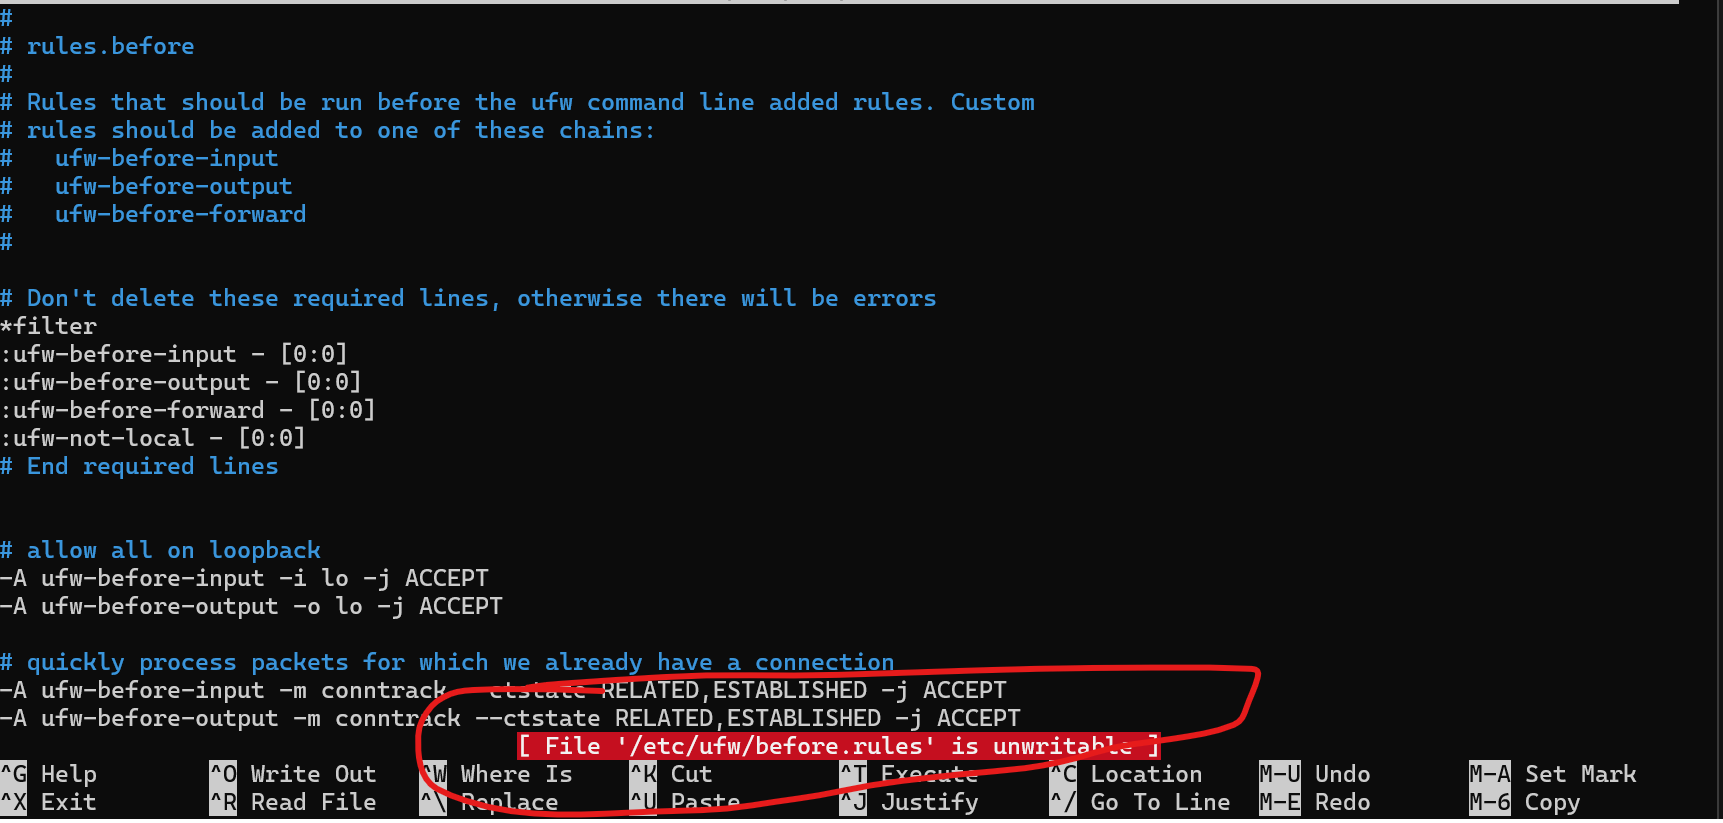 #
# rules.before
#
# Rules that should be run before the ufw command line added rules. Custom
# rules should be added to one of these chains:
#   ufw-before-input
#   ufw-before-output
#   ufw-before-forward
#
# Don't delete these required lines, otherwise there will be errors
*filter
:ufw-before-input - [0:0]
:ufw-before-output - [0:0]
:ufw-before-forward - [0:0]
:ufw-not-local - [0:0]
# End required lines
# allow all on loopback
-A ufw-before-input -i lo -j ACCEPT
-A ufw-before-output -o lo -j ACCEPT
# quickly process packets for which we already have a connection
-A ufw-before-input -m conntrack --ctstate RELATED,ESTABLISHED -j ACCEPT
-A ufw-before-output -m conntrack --ctstate RELATED,ESTABLISHED -j ACCEPT
[ File '/etc/ufw/before.rules' is unwritable ]
^G Help ^O Write Out ^W Where Is ^K Cut ^T Execute ^C Location M-U Undo M-A Set Mark
^X Exit ^R Read File ^\ Replace ^U Paste ^J Justify ^/ Go To Line M-E Redo M-6 Copy